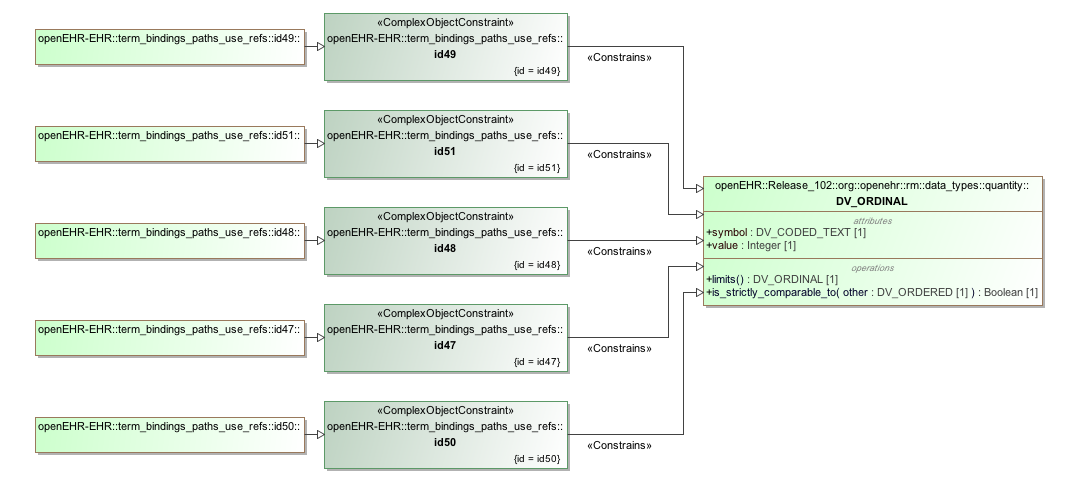 openEHR-EHR::term_bindings_paths_use_refs::id49::
«ComplexObjectConstraint»
openEHR-EHR::term_bindings_paths_use_refs::
id49
{id = id49}
«Constrains»
openEHR-EHR::term_bindings_paths_use_refs::id51::
«ComplexObjectConstraint»
openEHR-EHR::term_bindings_paths_use_refs::
id51
{id = id51}
«Constrains»
openEHR-EHR::term_bindings_paths_use_refs::id48::
«ComplexObjectConstraint»
openEHR-EHR::term_bindings_paths_use_refs::
id48
{id = id48}
«Constrains»
openEHR-EHR::term_bindings_paths_use_refs::id47::
«ComplexObjectConstraint»
openEHR-EHR::term_bindings_paths_use_refs::
id47
{id = id47}
«Constrains»
openEHR-EHR::term_bindings_paths_use_refs::id50::
«ComplexObjectConstraint»
openEHR-EHR::term_bindings_paths_use_refs::
id50
{id = id50}
«Constrains»
openEHR::Release_102::org::openehr::rm::data_types::quantity::
DV_ORDINAL
attributes
+symbol : DV_CODED_TEXT [1]
+value : Integer [1]
operations
+limits() : DV_ORDINAL [1]
+is_strictly_comparable_to( other : DV_ORDERED [1] ) : Boolean [1]